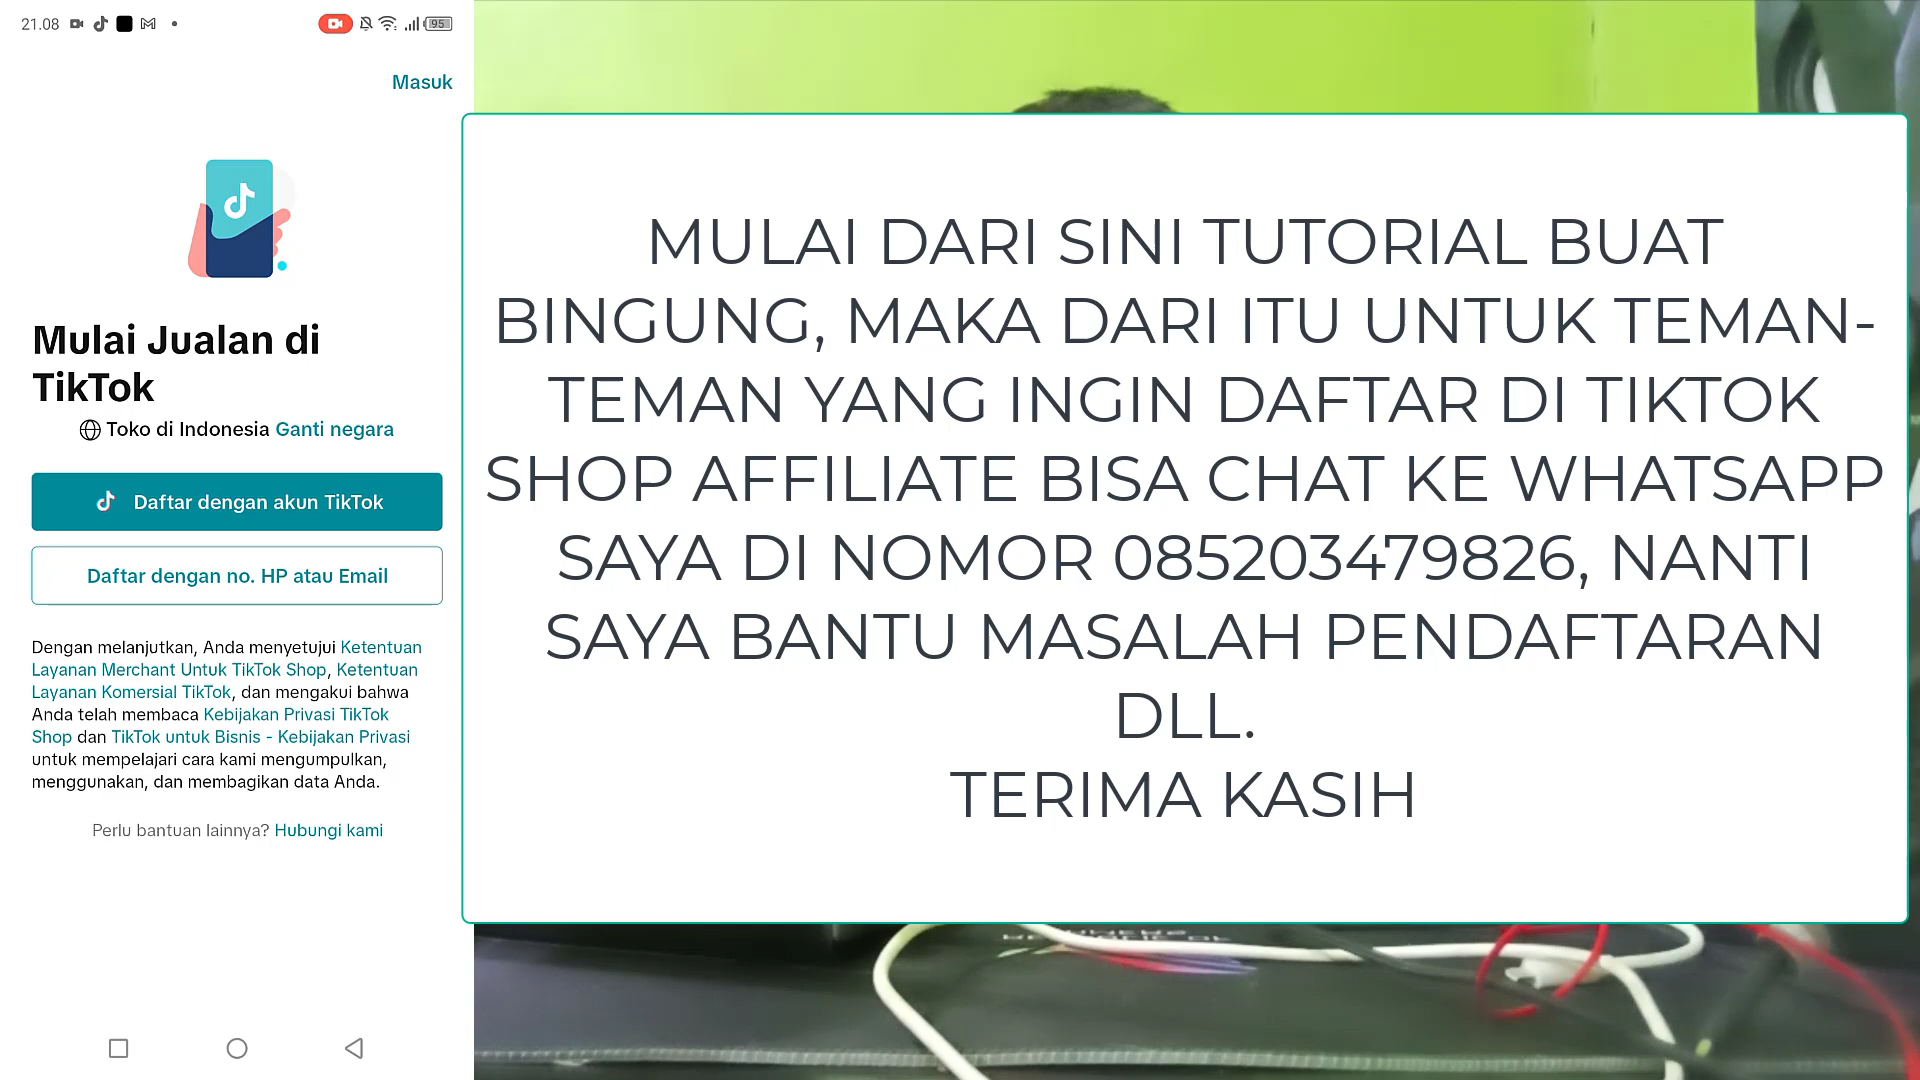 21.08
95
Masuk
Mulai Jualan di
TikTok
Toko di Indonesia Ganti negara
Daftar dengan akun TikTok
Daftar dengan no. HP atau Email
Dengan melanjutkan, Anda menyetujui Ketentuan
Layanan Merchant Untuk TikTok Shop, Ketentuan
Layanan Komersial TikTok, dan mengakui bahwa
Anda telah membaca Kebijakan Privasi TikTok
Shop dan TikTok untuk Bisnis - Kebijakan Privasi
untuk mempelajari cara kami mengumpulkan,
menggunakan, dan membagikan data Anda.
Perlu bantuan lainnya? Hubungi kami
MULAI DARI SINI TUTORIAL BUAT
BINGUNG, MAKA DARI ITU UNTUK TEMAN-
TEMAN YANG INGIN DAFTAR DI TIKTOK
SHOP AFFILIATE BISA CHAT KE WHATSAPP
SAYA DI NOMOR 085203479826, NANTI
SAYA BANTU MASALAH PENDAFTARAN
DLL.
TERIMA KASIH